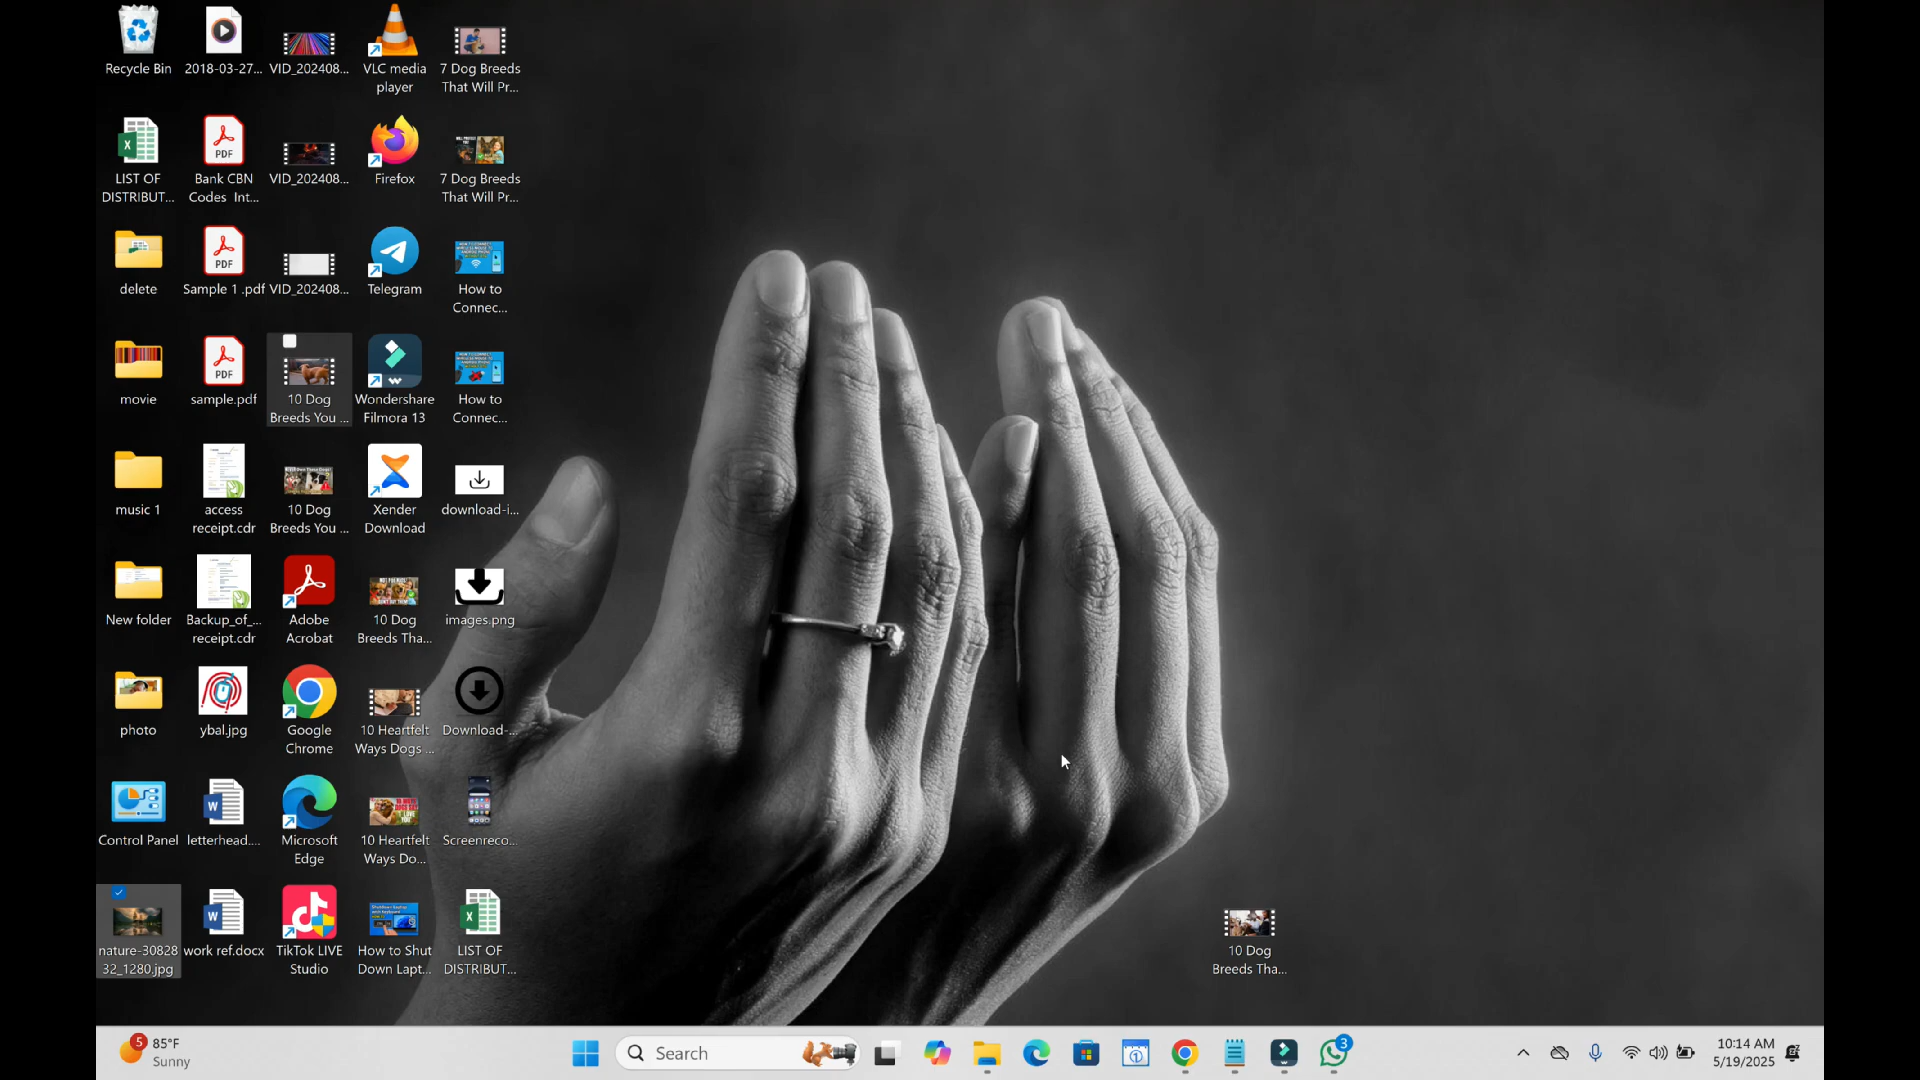 Recycle Bin
2018-03-27...
VID_202408...
VLC media
player
7 Dog Breeds
That Will Pr...
LIST OF
DISTRIBUT...
PDF
Bank CBN
Codes Int...
VID_202408...
Firefox
7 Dog Breeds
That Will Pr...
delete
PDF
Sample 1 .pdf
VID_202408...
Telegram
How to
Connec...
movie
PDF
sample.pdf
10 Dog
Breeds You ...
Wondershare
Filmora 13
How to
Connec...
music 1
access
receipt.cdr
10 Dog
Breeds You ...
Xender
Download
download-i...
New folder
Backup_of_...
receipt.cdr
Adobe
Acrobat
10 Dog
Breeds Tha...
images.png
photo
ybal.jpg
Google
Chrome
10 Heartfelt
Ways Dogs ...
Download-...
Control Panel
letterhead....
Microsoft
Edge
10 Heartfelt
Ways Do...
Screenreco...
nature-30828
32_1280.jpg
work ref.docx
TikTok LIVE
Studio
How to Shut
Down Lapt...
LIST OF
DISTRIBUT...
10 Dog
Breeds Tha...
5
85°F
Sunny
Search
3
10:14 AM
5/19/2025